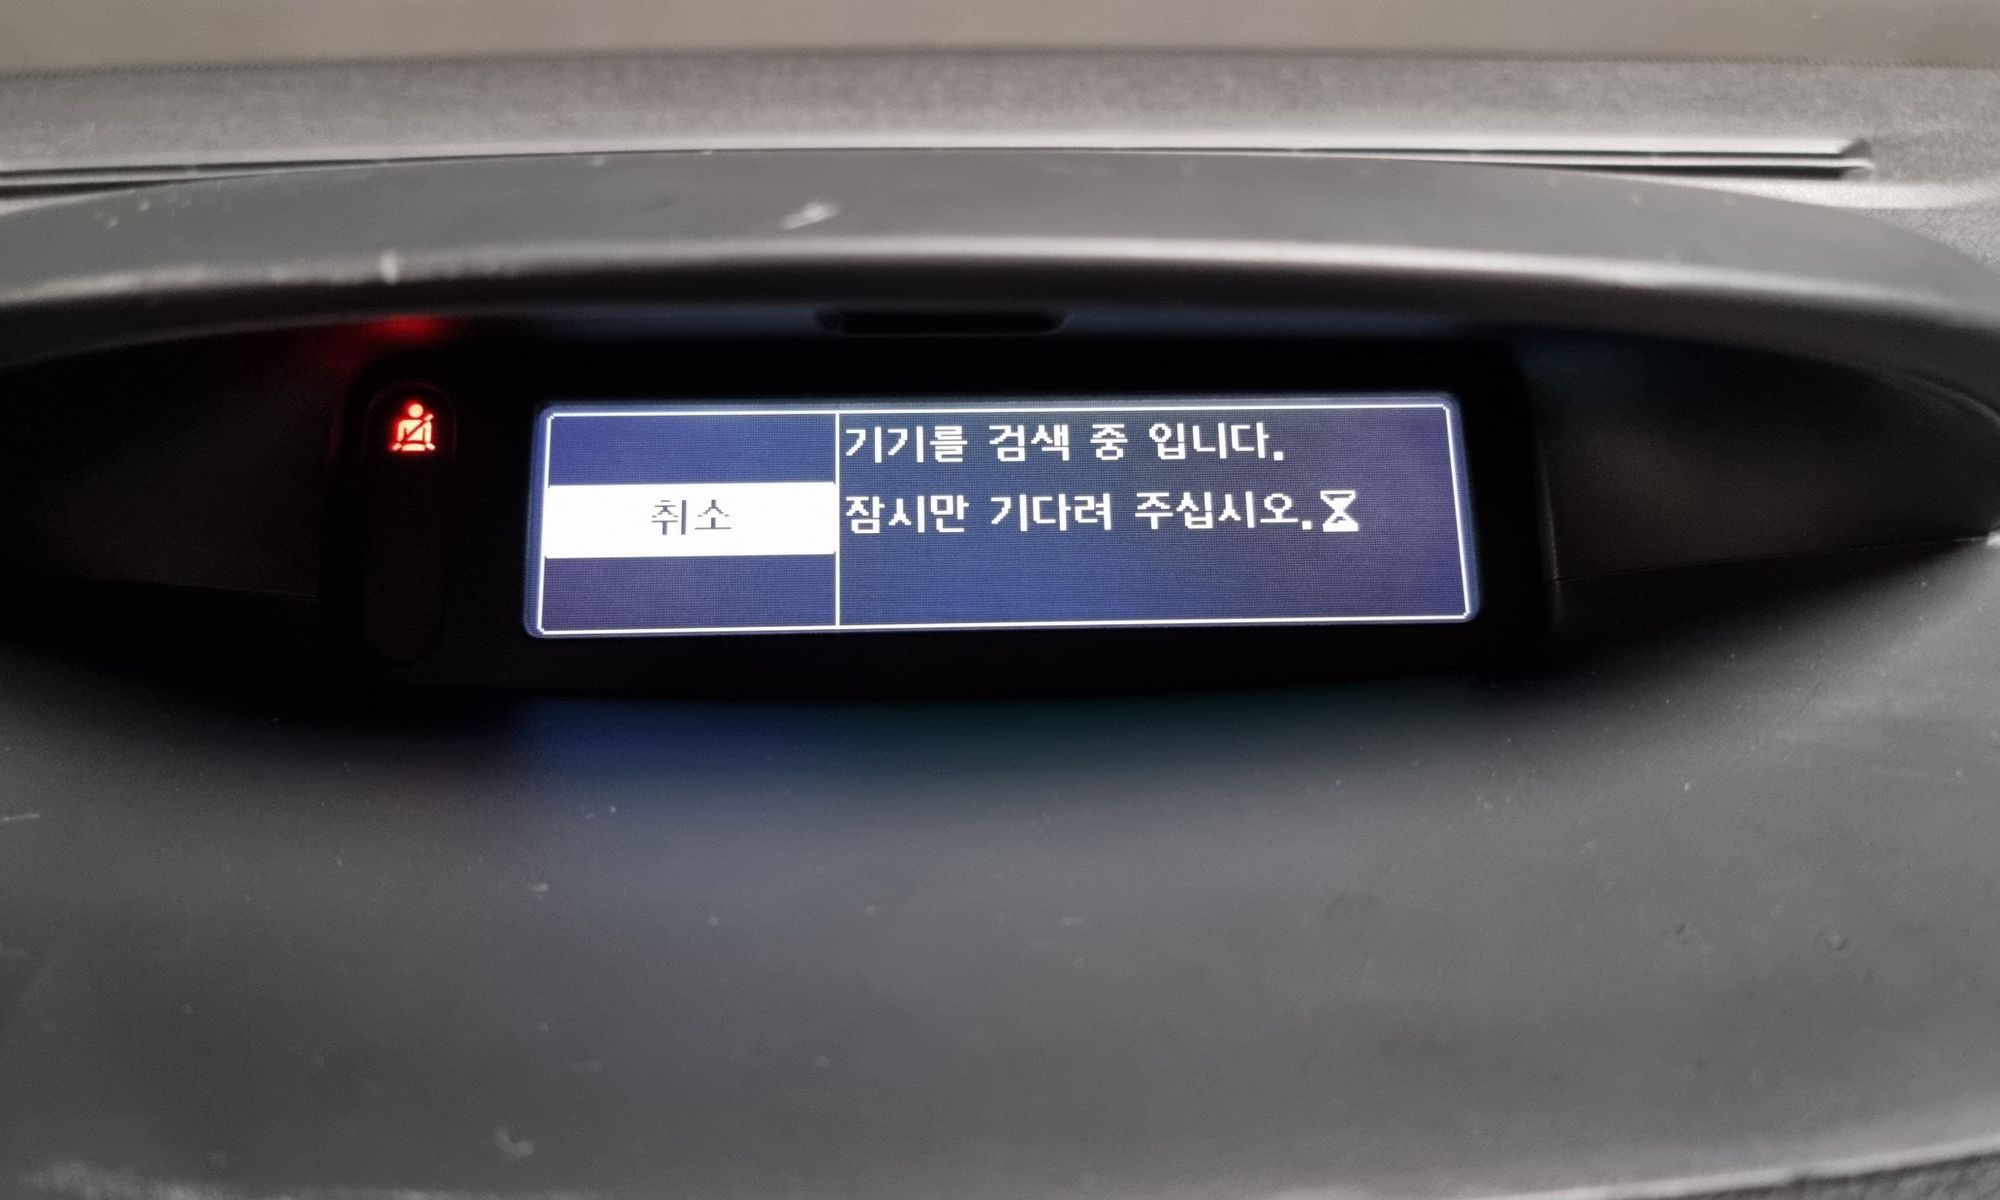 기기를 검색 중 입니다.
취소
잠시만 기다려 주십시오.